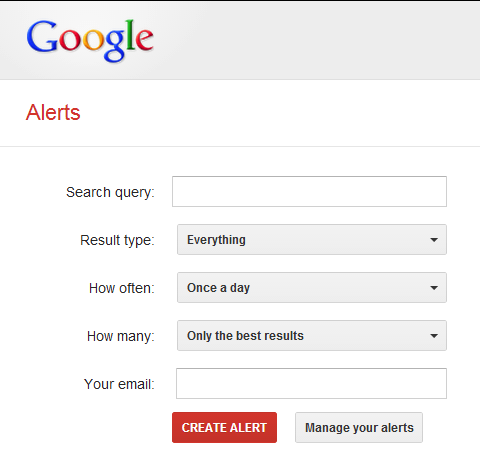 Google
Alerts
Search query:
Result type: Everything
How often: Once a day
How many: Only the best results
Your email:
CREATE ALERT Manage your alerts